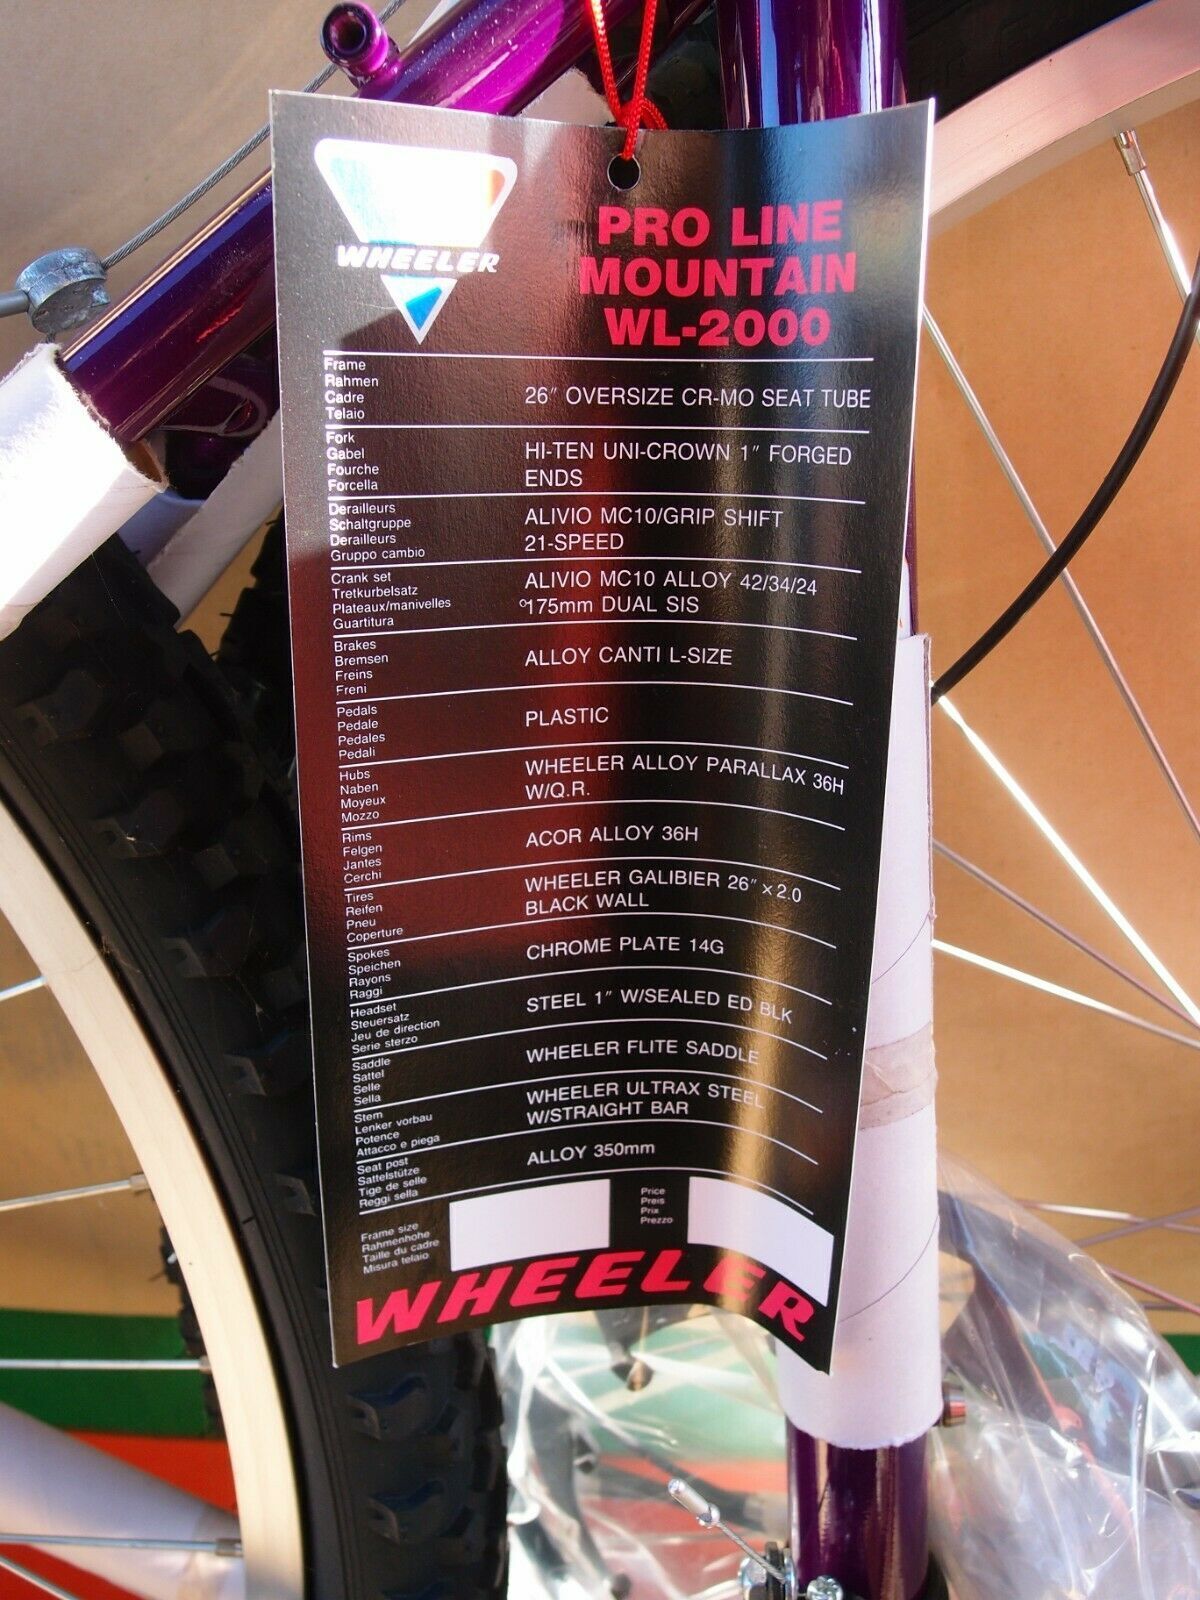 WHEELER
PRO LINE
MOUNTAIN
WL-2000
Frame
Rahmen
Cadre
Telaio
26" OVERSIZE CR-MO SEAT TUBE
Fork
Gabel
Fourche
Forcella
HI-TEN UNI-CROWN 1" FORGED
ENDS
Derailleurs
Schaltgruppe
Derailleurs
Gruppo cambio
ALIVIO MC10/GRIP SHIFT
21-SPEED
Crank set
Tretkurbelsatz
Plateaux/manivelles
Guartitura
ALIVIO MC10 ALLOY 42/34/24
°175mm DUAL SIS
Brakes
Bremsen
Freins
Freni
ALLOY CANTI L-SIZE
Pedals
Pedale
Pedales
Pedali
PLASTIC
Hubs
Naben
Moyeux
Mozzo
WHEELER ALLOY PARALLAX 36H
W/Q.R.
Rims
Felgen
Jantes
Cerchi
ACOR ALLOY 36H
Tires
Reifen
Pneu
Coperture
WHEELER GALIBIER 26" × 2.0
BLACK WALL
Spokes
Speichen
Rayons
Raggi
CHROME PLATE 14G
Headset
Steuersatz
Jeu de direction
Serie sterzo
STEEL 1" W/SEALED ED BLK
Saddle
Sattel
Selle
Sella
WHEELER FLITE SADDLE
Stem
Lenker vorbau
Potence
Attacco e piega
WHEELER ULTRAX STEEL
W/STRAIGHT BAR
Seat post
Sattelstütze
Tige de selle
Reggi sella
ALLOY 350mm
Frame size
Rahmenhohe
Taille du cadre
Misura telaio
Price
Preis
Prix
Prezzo
WHEELER